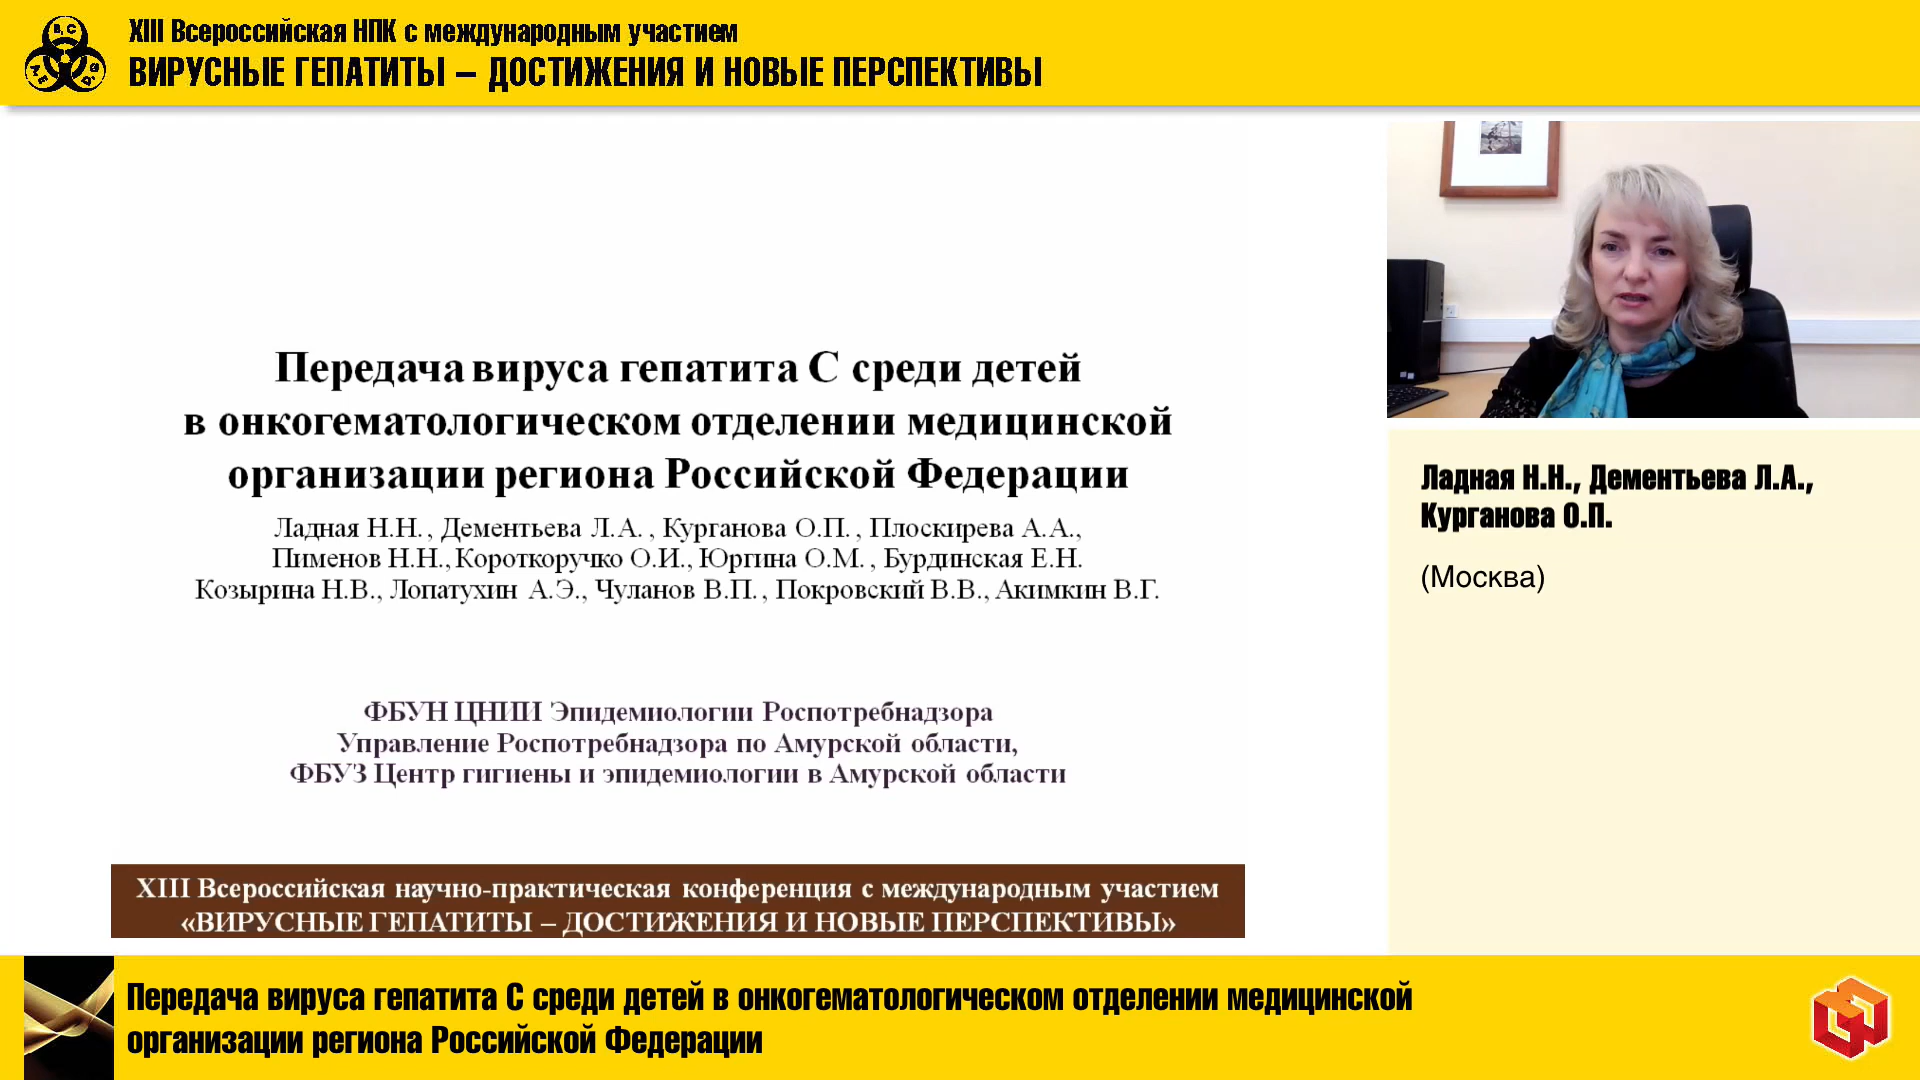 XIII Всероссийская НПК с международным участием
ВИРУСНЫЕ ГЕПАТИТЫ – ДОСТИЖЕНИЯ И НОВЫЕ ПЕРСПЕКТИВЫ
Передача вируса гепатита С среди детей
в онкогематологическом отделении медицинской
организации региона Российской Федерации
Ладная Н.Н., Дементьева Л.А., Курганова О.П., Плоскирева А.А.,
Пименов Н.Н., Короткоручко О.И., Юргина О.М., Бурдинская Е.Н.
Козырина Н.В., Лопатухин А.Э., Чуланов В.П., Покровский В.В., Акимкин В.Г.
ФБУН ЦНИИ Эпидемиологии Роспотребнадзора
Управление Роспотребнадзора по Амурской области,
ФБУЗ Центр гигиены и эпидемиологии в Амурской области
XIII Всероссийская научно-практическая конференция с международным участием
«ВИРУСНЫЕ ГЕПАТИТЫ – ДОСТИЖЕНИЯ И НОВЫЕ ПЕРСПЕКТИВЫ»
Ладная Н.Н., Дементьева Л.А.,
Курганова О.П.
(Москва)
Передача вируса гепатита С среди детей в онкогематологическом отделении медицинской
организации региона Российской Федерации